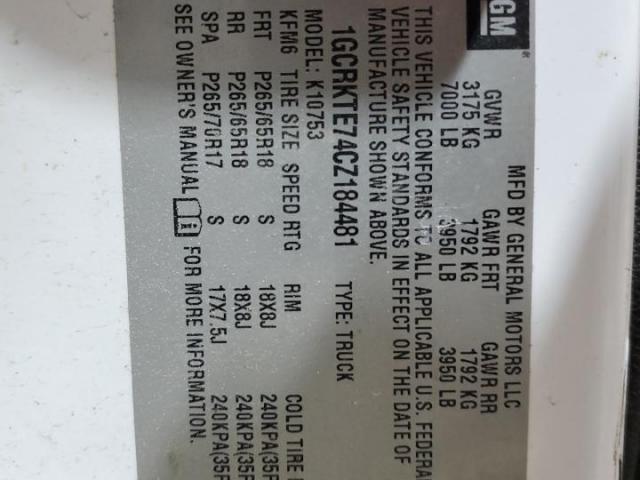 GM
MFD BY GENERAL MOTORS LLC
GVWR GAWR FRT GAWR RR
3175 KG 1792 KG 1792 KG
7000 LB 3950 LB 3950 LB
THIS VEHICLE CONFORMS TO ALL APPLICABLE U.S. FEDERA
VEHICLE SAFETY STANDARDS IN EFFECT ON THE DATE OF
MANUFACTURE SHOWN ABOVE.
1GCRKTE74CZ184481 TYPE: TRUCK
MODEL: K10753
KFM6 TIRE SIZE SPEED RTG RIM COLD TIRE
FRT P265/65R18 S 18X8J 240KPA(35P
RR P265/65R18 S 18X8J 240KPA(35P
SPA P265/70R17 S 17X7.5J 240KPA(35P
SEE OWNER'S MANUAL FOR MORE INFORMATION.